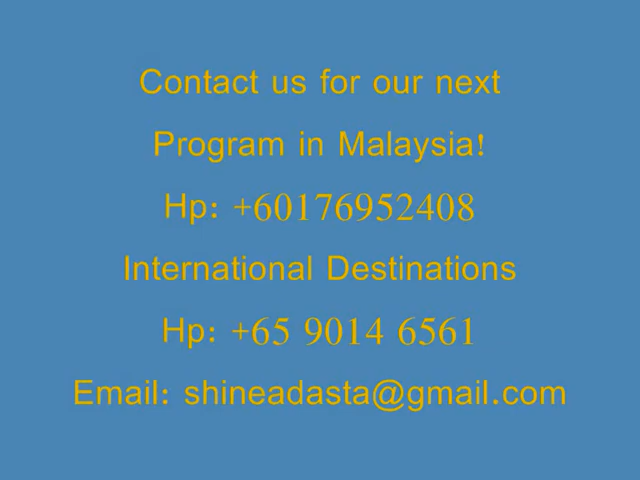 Contact us for our next
Program in Malaysia!
Hp: +60176952408
International Destinations
Hp: +65 9014 6561
Email: shineadasta@gmail.com